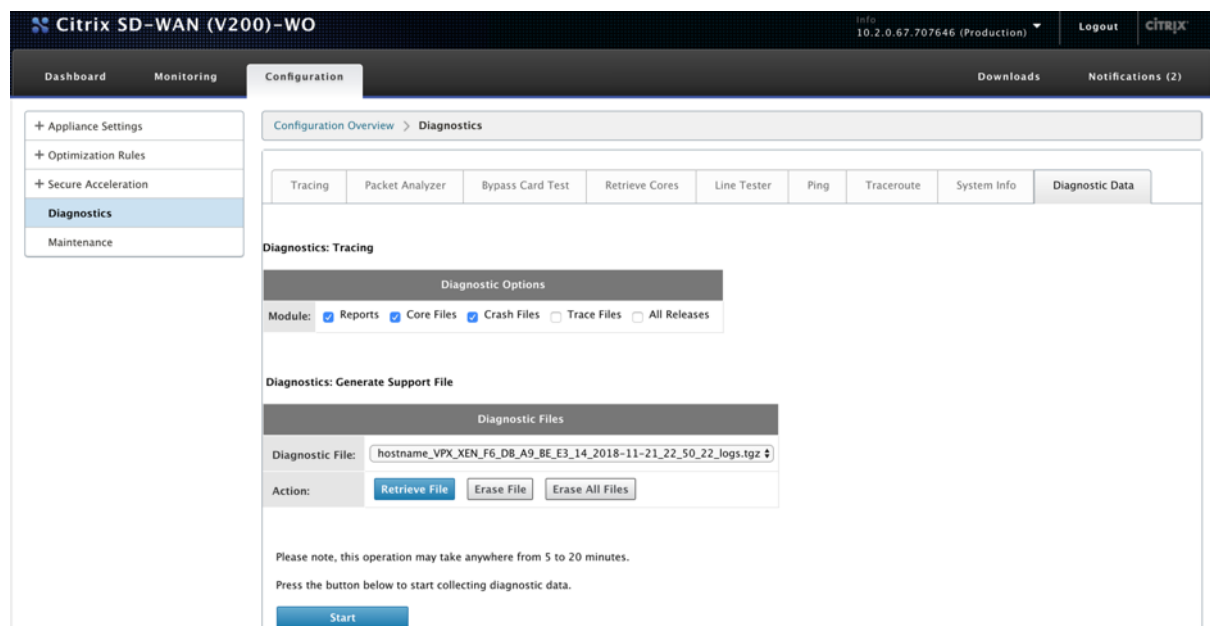 Citrix SD-WAN (V200)-WO
Info
10.2.0.67.707646 (Production)
Logout
CİTRIX
Dashboard Monitoring Configuration Downloads Notifications (2)
+ Appliance Settings
+ Optimization Rules
+ Secure Acceleration
Diagnostics
Maintenance
Configuration Overview > Diagnostics
Tracing Packet Analyzer Bypass Card Test Retrieve Cores Line Tester Ping Traceroute System Info Diagnostic Data
Diagnostics: Tracing
Diagnostic Options
Module: Reports Core Files Crash Files Trace Files All Releases
Diagnostics: Generate Support File
Diagnostic Files
Diagnostic File: hostname_VPX_XEN_F6_DB_A9_BE_E3_14_2018-11-21_22_50_22_logs.tgz
Action: Retrieve File Erase File Erase All Files
Please note, this operation may take anywhere from 5 to 20 minutes.
Press the button below to start collecting diagnostic data.
Start